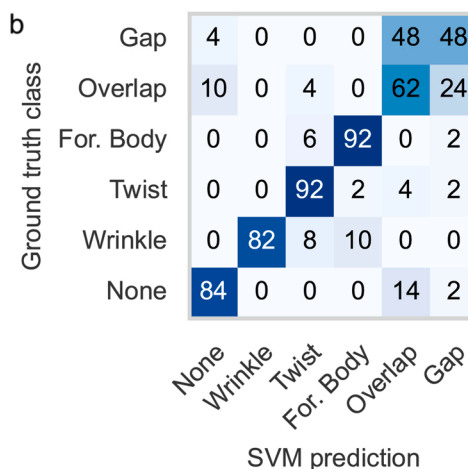 b
Ground truth class
Gap 4 0 0 0 48 48
Overlap 10 0 4 0 62 24
For. Body 0 0 6 92 0 2
Twist 0 0 92 2 4 2
Wrinkle 0 82 8 10 0 0
None 84 0 0 0 14 2
None Wrinkle Twist For. Body Overlap Gap
SVM prediction